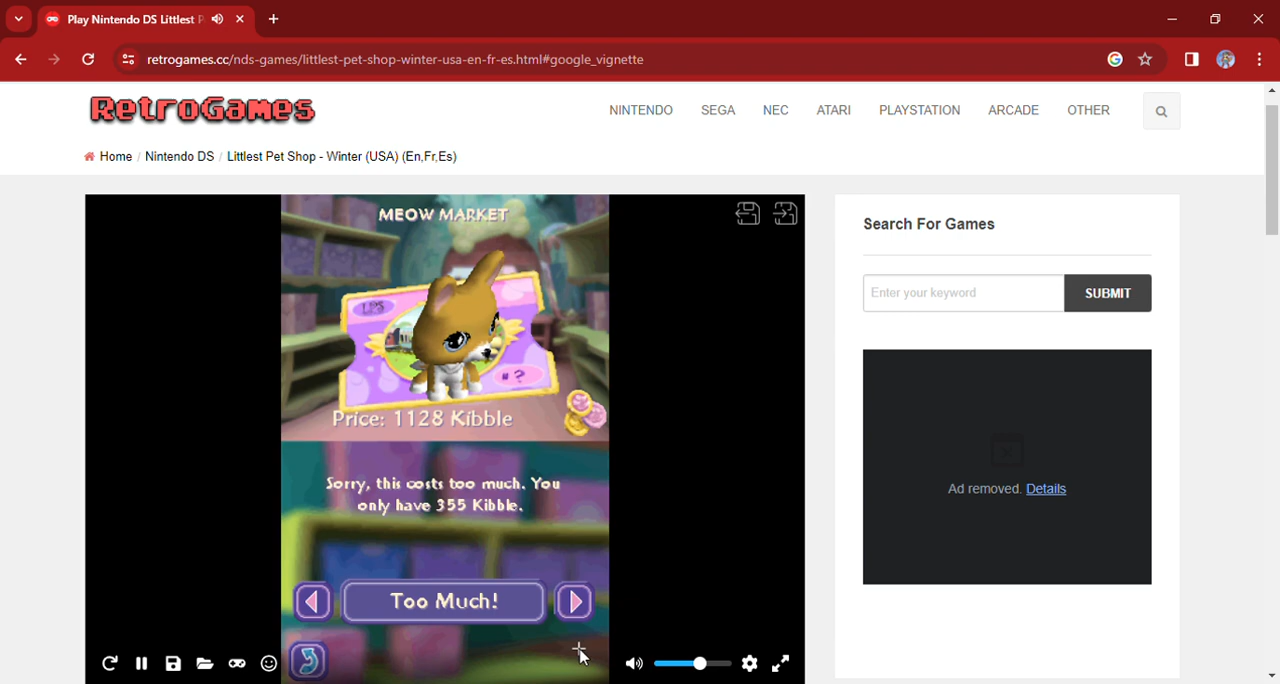 Play Nintendo DS Littlest P
retrogames.cc/nds-games/littlest-pet-shop-winter-usa-en-fr-es.html#google_vignette
RetroGames
NINTENDO SEGA NEC ATARI PLAYSTATION ARCADE OTHER
Home / Nintendo DS / Littlest Pet Shop - Winter (USA) (En,Fr,Es)
MEOW MARKET
LPS
#?
Price: 1128 Kibble
Sorry, this costs too much. You
only have 355 Kibble.
Too Much!
Search For Games
Enter your keyword
SUBMIT
Ad removed. Details